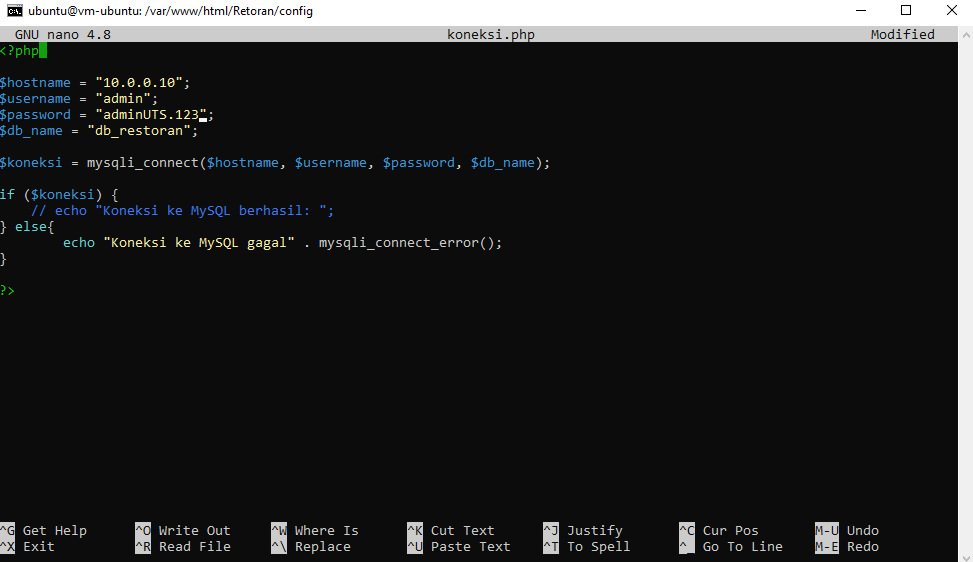 ubuntu@vm-ubuntu: /var/www/html/Retoran/config
GNU nano 4.8 koneksi.php Modified
<?php
$hostname = "10.0.0.10";
$username = "admin";
$password = "adminUTS.123";
$db_name = "db_restoran";
$koneksi = mysqli_connect($hostname, $username, $password, $db_name);
if ($koneksi) {
    // echo "Koneksi ke MySQL berhasil: ";
} else{
        echo "Koneksi ke MySQL gagal" . mysqli_connect_error();
}
?>
^G Get Help ^O Write Out ^W Where Is ^K Cut Text ^J Justify ^C Cur Pos M-U Undo
^X Exit ^R Read File ^\ Replace ^U Paste Text ^T To Spell ^_ Go To Line M-E Redo